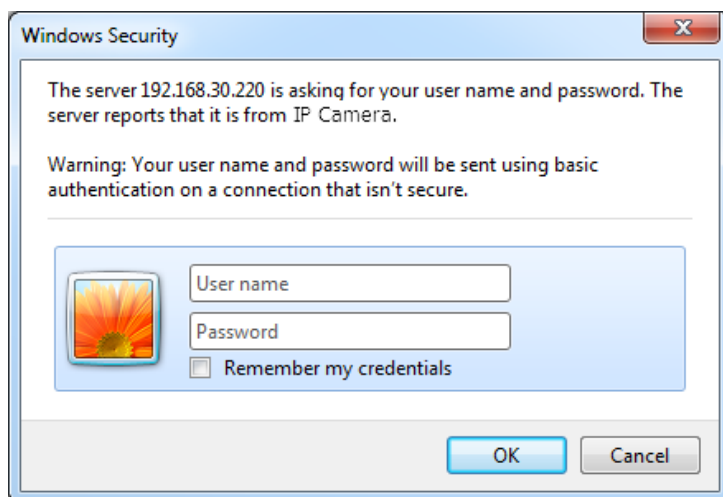 Windows Security
The server 192.168.30.220 is asking for your user name and password. The
server reports that it is from IP Camera.
Warning: Your user name and password will be sent using basic
authentication on a connection that isn't secure.
User name
Password
Remember my credentials
OK
Cancel